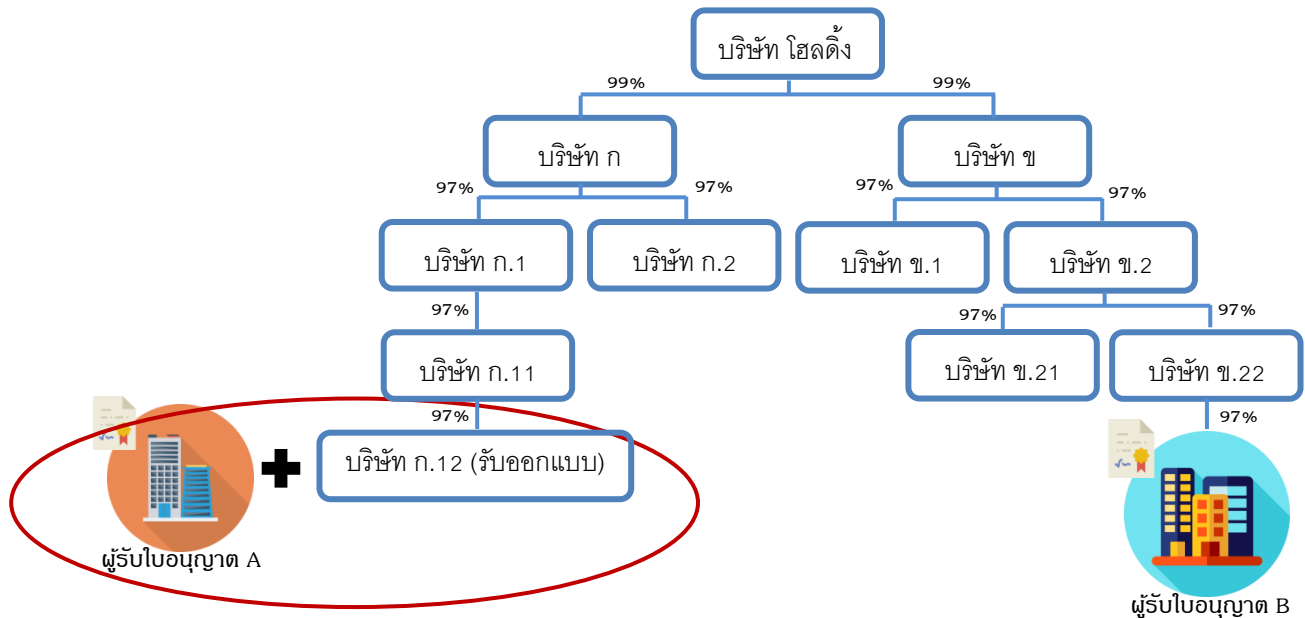 บริษัท โฮลดิ้ง
99%
99%
บริษัท ก
บริษัท ข
97%
97%
97%
97%
บริษัท ก.1
บริษัท ก.2
บริษัท ข.1
บริษัท ข.2
97%
97%
97%
บริษัท ก.11
บริษัท ข.21
บริษัท ข.22
97%
97%
บริษัท ก.12 (รับออกแบบ)
ผู้รับใบอนุญาต A
ผู้รับใบอนุญาต B